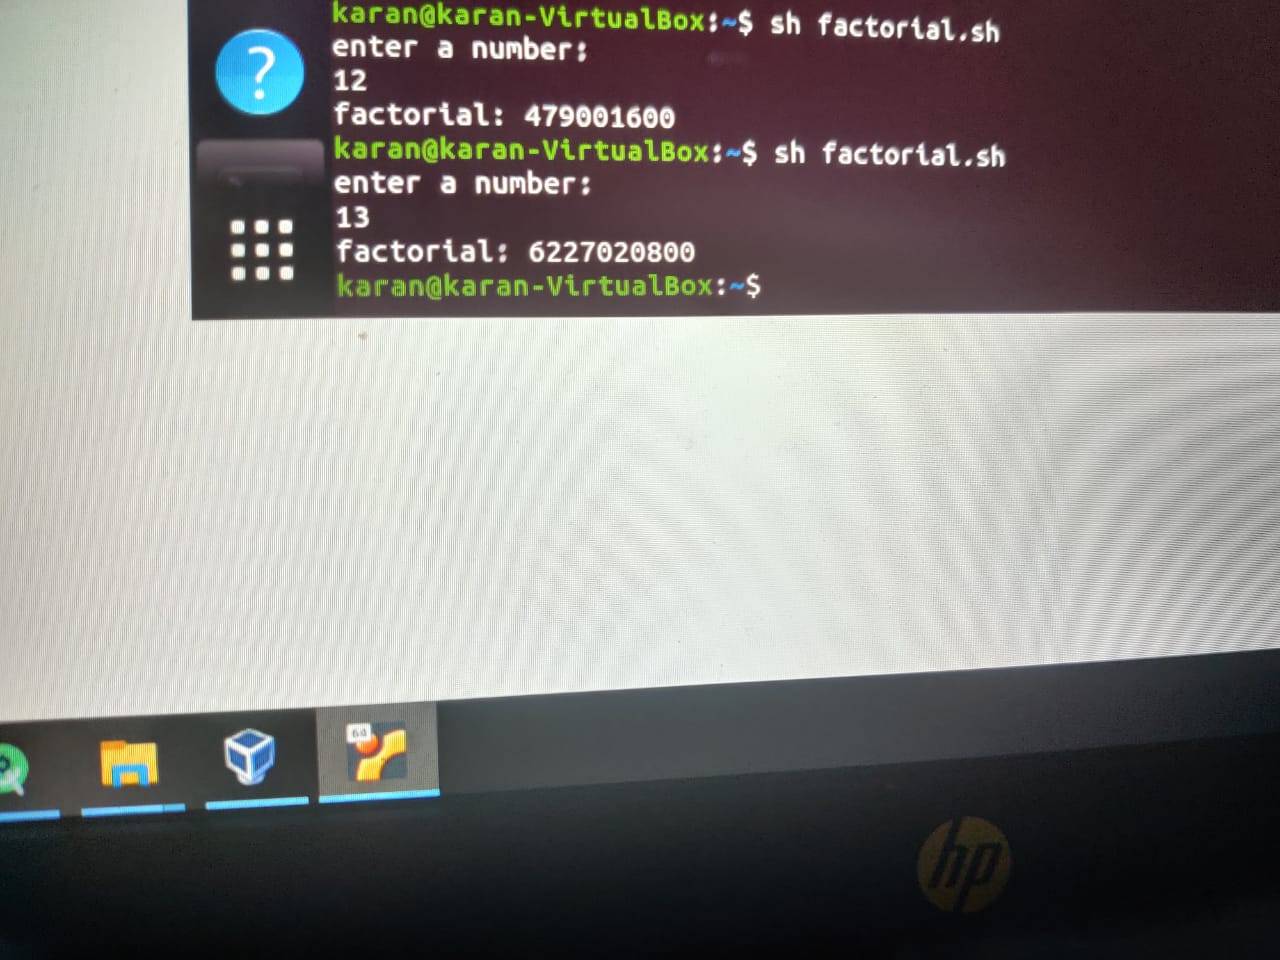 karan@karan-VirtualBox:~$ sh factorial.sh
enter a number:
12
factorial: 479001600
karan@karan-VirtualBox:~$ sh factorial.sh
enter a number:
13
factorial: 6227020800
karan@karan-VirtualBox:~$
64
hp